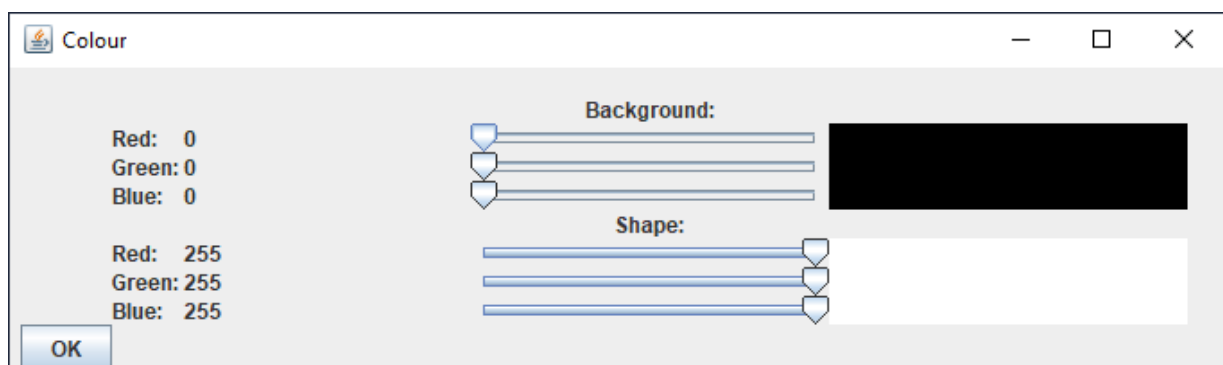 Colour
Background:
Red: 0
Green: 0
Blue: 0
Shape:
Red: 255
Green: 255
Blue: 255
OK